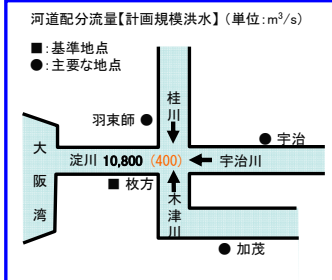 河道配分流量【計画規模洪水】(単位:m³/s)
■:基準地点
●:主要な地点
桂川
羽束師 ●
● 宇治
大阪湾
淀川 10,800 (400)
宇治川
■ 枚方
木津川
● 加茂